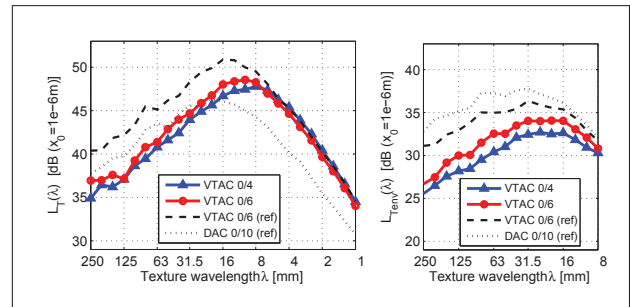 L_T(λ) [dB (x_0=1e-6m)]
50
45
40
35
30
VTAC 0/4
VTAC 0/6
VTAC 0/6 (ref)
DAC 0/10 (ref)
250 125 63 31.5 16 8 4 2 1
Texture wavelengthλ [mm]
L_Tenv(λ) [dB (x_0=1e-6m)]
40
35
30
25
20
VTAC 0/4
VTAC 0/6
VTAC 0/6 (ref)
DAC 0/10 (ref)
250 125 63 31.5 16 8
Texture wavelengthλ [mm]